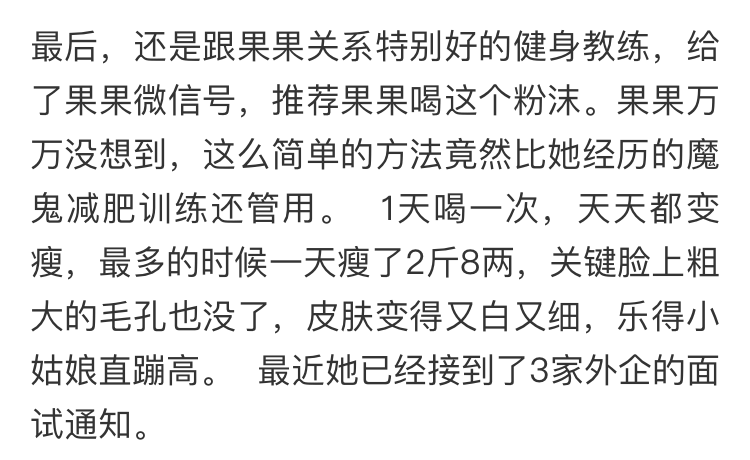 最后，还是跟果果关系特别好的健身教练，给
了果果微信号，推荐果果喝这个粉沫。果果万
万没想到，这么简单的方法竟然比她经历的魔
鬼减肥训练还管用。 1天喝一次，天天都变
瘦，最多的时候一天瘦了2斤8两，关键脸上粗
大的毛孔也没了，皮肤变得又白又细，乐得小
姑娘直蹦高。 最近她已经接到了3家外企的面
试通知。